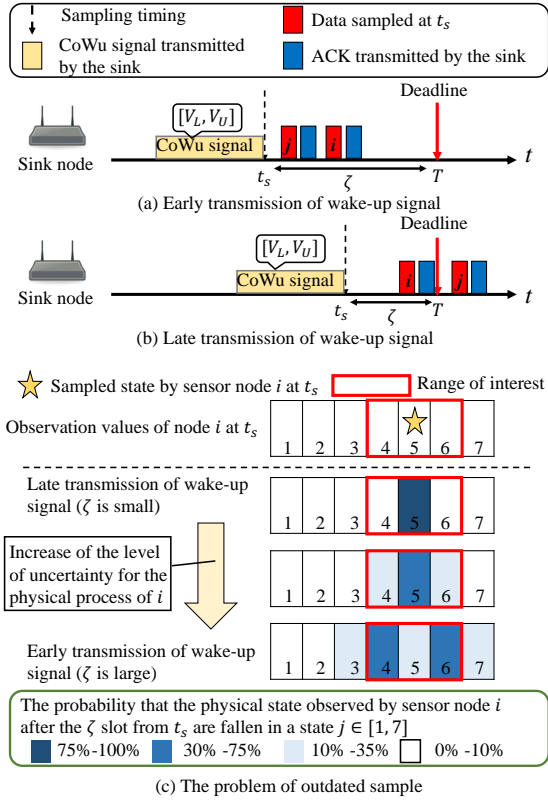 Sampling timing
Data sampled at t_s
CoWu signal transmitted by the sink
ACK transmitted by the sink
Deadline
[V_L, V_U]
CoWu signal
j
i
Sink node
t_s
ζ
T
t
(a) Early transmission of wake-up signal
Deadline
[V_L, V_U]
CoWu signal
i
j
Sink node
t_s
ζ
T
t
(b) Late transmission of wake-up signal
Sampled state by sensor node i at t_s
Range of interest
Observation values of node i at t_s
1 2 3 4 5 6 7
Late transmission of wake-up
signal (ζ is small)
1 2 3 4 5 6 7
Increase of the level
of uncertainty for the
physical process of i
1 2 3 4 5 6 7
Early transmission of wake-up
signal (ζ is large)
1 2 3 4 5 6 7
The probability that the physical state observed by sensor node i
after the ζ slot from t_s are fallen in a state j ∈ [1,7]
75%-100% 30% -75% 10% -35% 0% -10%
(c) The problem of outdated sample